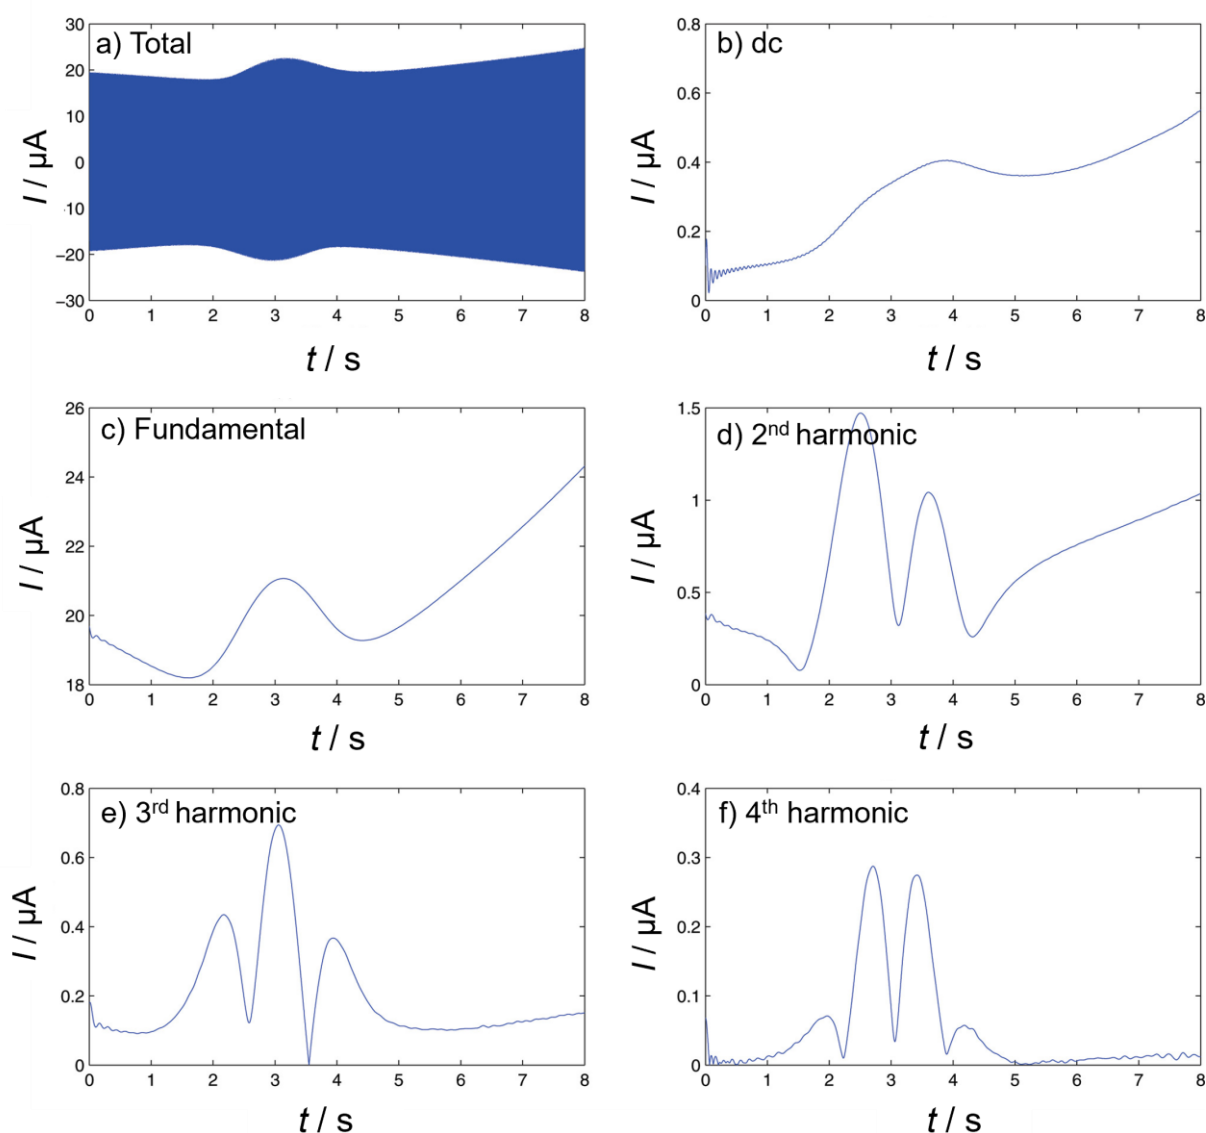 a) Total
30
20
10
0
-10
−20
−30
I / µA
0 1 2 3 4 5 6 7 8
t / s
b) dc
0.8
0.6
0.4
0.2
0
I / µA
0 1 2 3 4 5 6 7 8
t / s
c) Fundamental
26
24
22
20
18
I / µA
0 1 2 3 4 5 6 7 8
t / s
d) 2nd harmonic
1.5
1
0.5
0
I / µA
0 1 2 3 4 5 6 7 8
t / s
e) 3rd harmonic
0.8
0.6
0.4
0.2
0
I / µA
0 1 2 3 4 5 6 7 8
t / s
f) 4th harmonic
0.4
0.3
0.2
0.1
0
I / µA
0 1 2 3 4 5 6 7 8
t / s